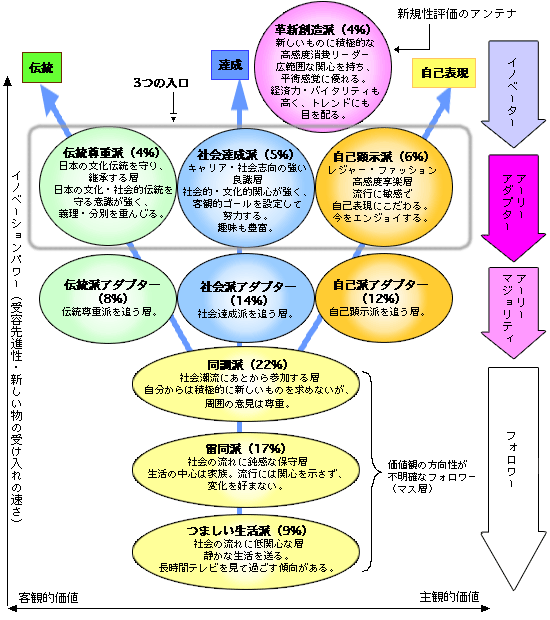 革新創造派（4%）
新しいものに積極的な
高感度消費リーダー
広範囲な関心を持ち、
平衡感覚に優れる。
経済力・バイタリティも
高く、トレンドにも
目を配る。
新規性評価のアンテナ
伝統
達成
自己表現
3つの入口
イノベーター
伝統尊重派（4%）
日本の文化伝統を守り、
継承する層
日本の文化・社会的伝統を
守る意識が強く、
義理・分別を重んじる。
社会達成派（5%）
キャリア・社会志向の強い
良識層
社会的・文化的関心が強く、
客観的ゴールを設定して
努力する。
趣味も豊富。
自己顕示派（6%）
レジャー・ファッション
高感度享楽層
流行に敏感で
自己表現にこだわる。
今をエンジョイする。
アーリー
アダプター
伝統派アダプター
（8%）
伝統尊重派を追う層。
社会派アダプター
（14%）
社会達成派を追う層。
自己派アダプター
（12%）
自己顕示派を追う層。
アーリー
マジョリティ
同調派（22%）
社会潮流にあとから参加する層
自分からは積極的に新しいものを求めないが、
周囲の意見は尊重。
雷同派（17%）
社会の流れに鈍感な保守層
生活の中心は家族。流行には関心を示さず、
変化を好まない。
つましい生活派（9%）
社会の流れに低関心な層
静かな生活を送る。
長時間テレビを見て過ごす傾向がある。
価値観の方向性が
不明確なフォロワー
（マス層）
フォロワー
イノベーションパワー（受容先進性・新しい物の受け入れの速さ）
客観的価値
主観的価値